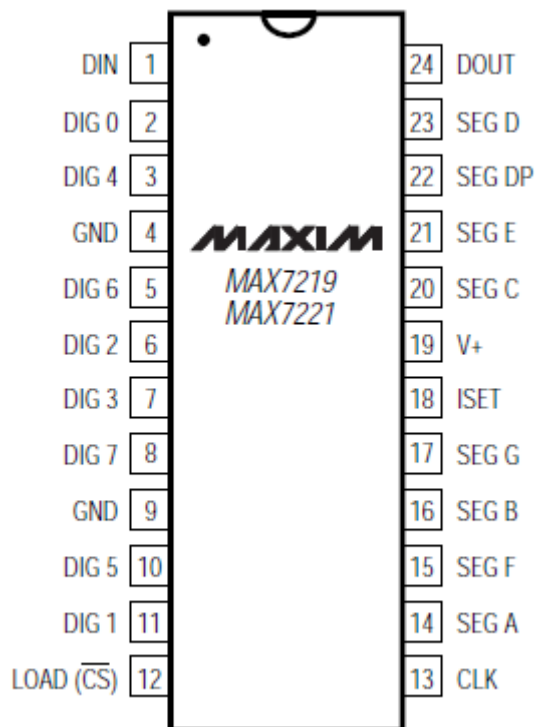 DIN 1 24 DOUT
DIG 0 2 23 SEG D
DIG 4 3 22 SEG DP
GND 4 MAXIM 21 SEG E
DIG 6 5 MAX7219 20 SEG C
MAX7221
DIG 2 6 19 V+
DIG 3 7 18 ISET
DIG 7 8 17 SEG G
GND 9 16 SEG B
DIG 5 10 15 SEG F
DIG 1 11 14 SEG A
LOAD (C̅S̅) 12 13 CLK